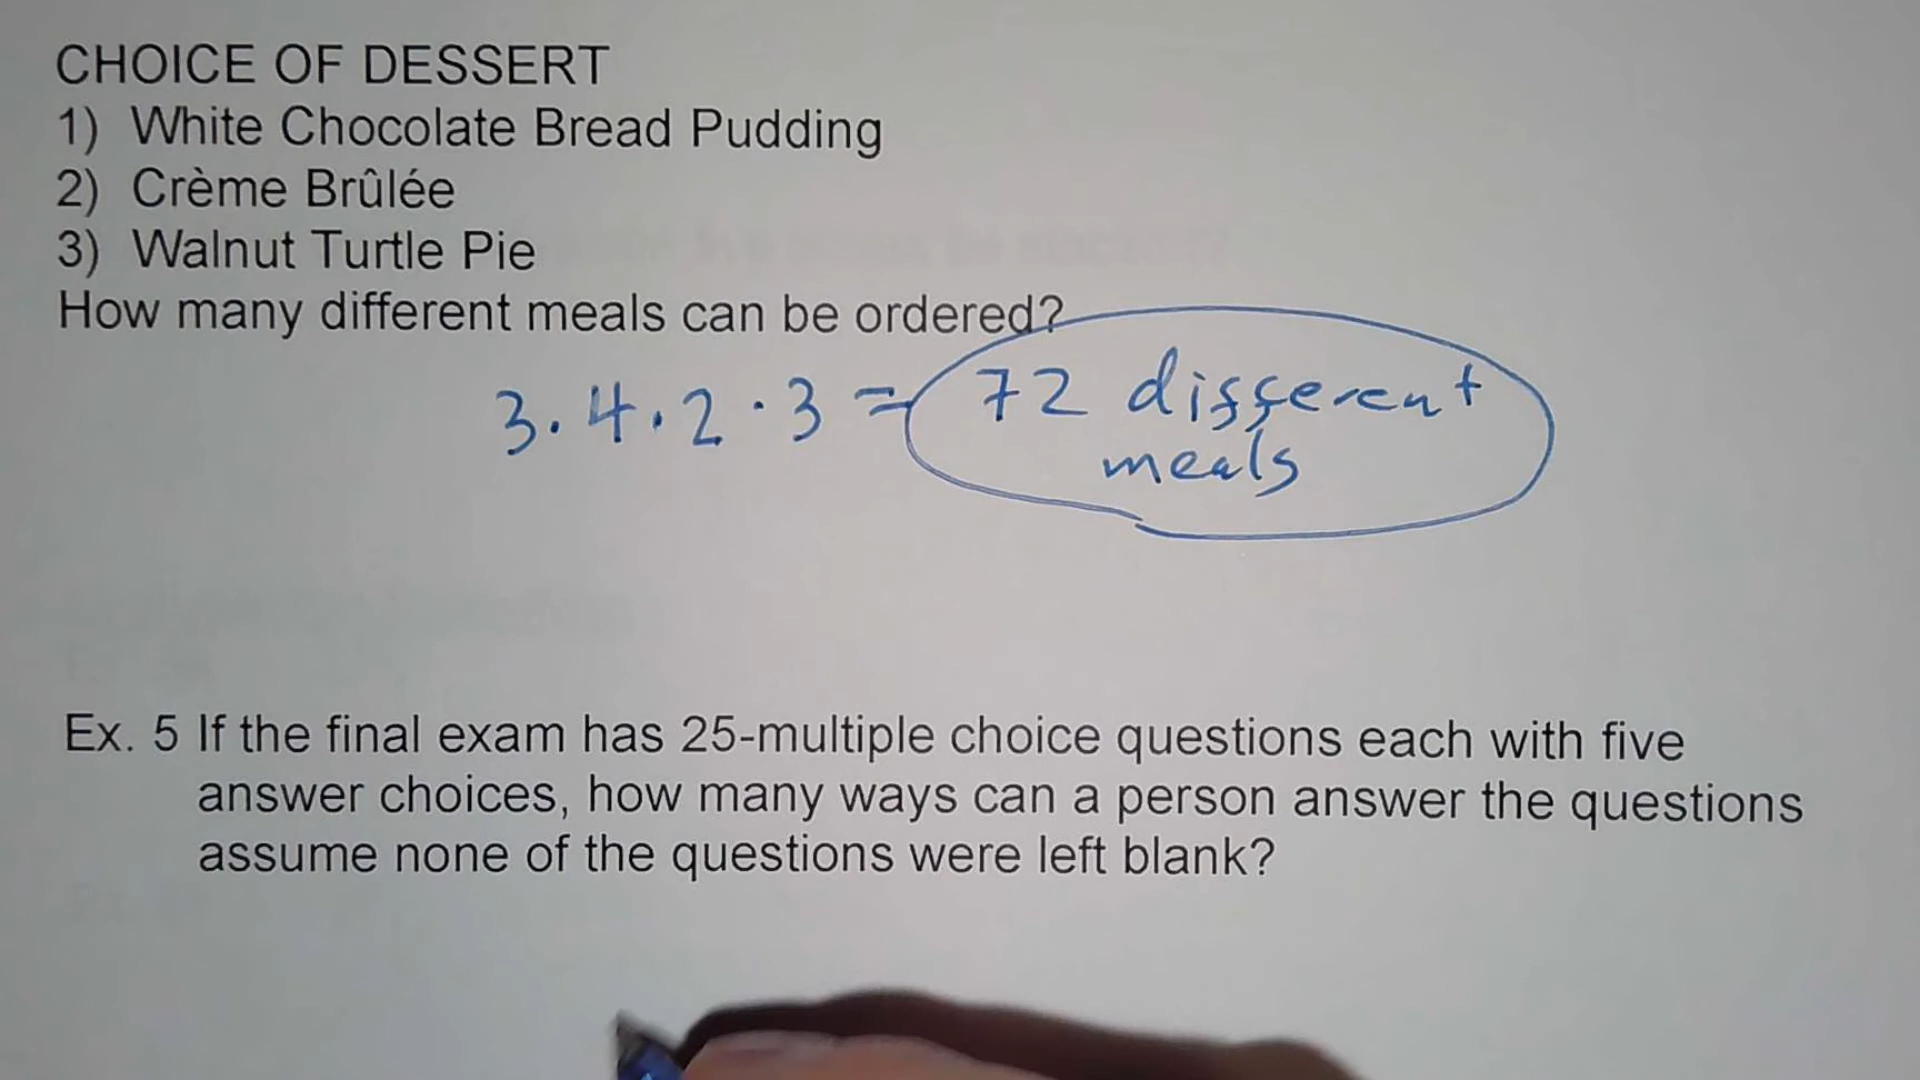 CHOICE OF DESSERT
1) White Chocolate Bread Pudding
2) Crème Brûlée
3) Walnut Turtle Pie
How many different meals can be ordered?
3 · 4 · 2 · 3 = 72 different
meals
Ex. 5 If the final exam has 25-multiple choice questions each with five
answer choices, how many ways can a person answer the questions
assume none of the questions were left blank?